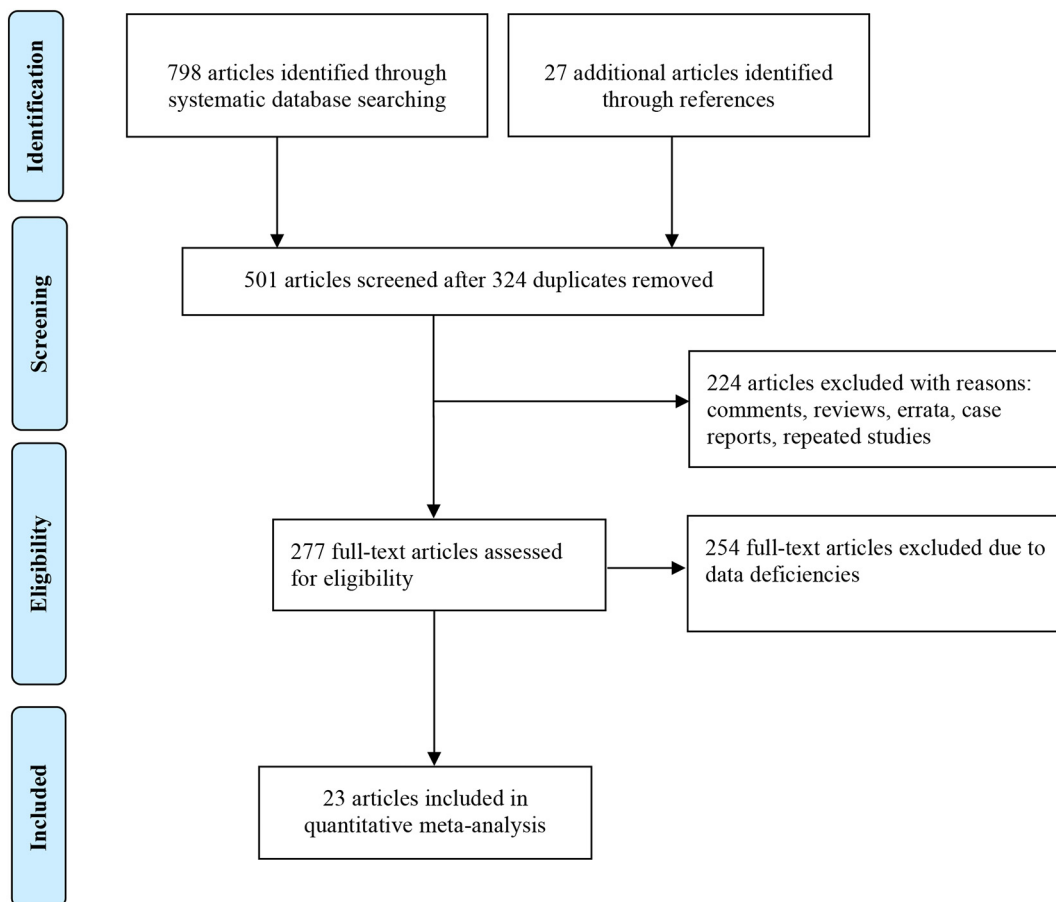 Identification
798 articles identified through
systematic database searching
27 additional articles identified
through references
Screening
501 articles screened after 324 duplicates removed
224 articles excluded with reasons:
comments, reviews, errata, case
reports, repeated studies
Eligibility
277 full-text articles assessed
for eligibility
254 full-text articles excluded due to
data deficiencies
Included
23 articles included in
quantitative meta-analysis